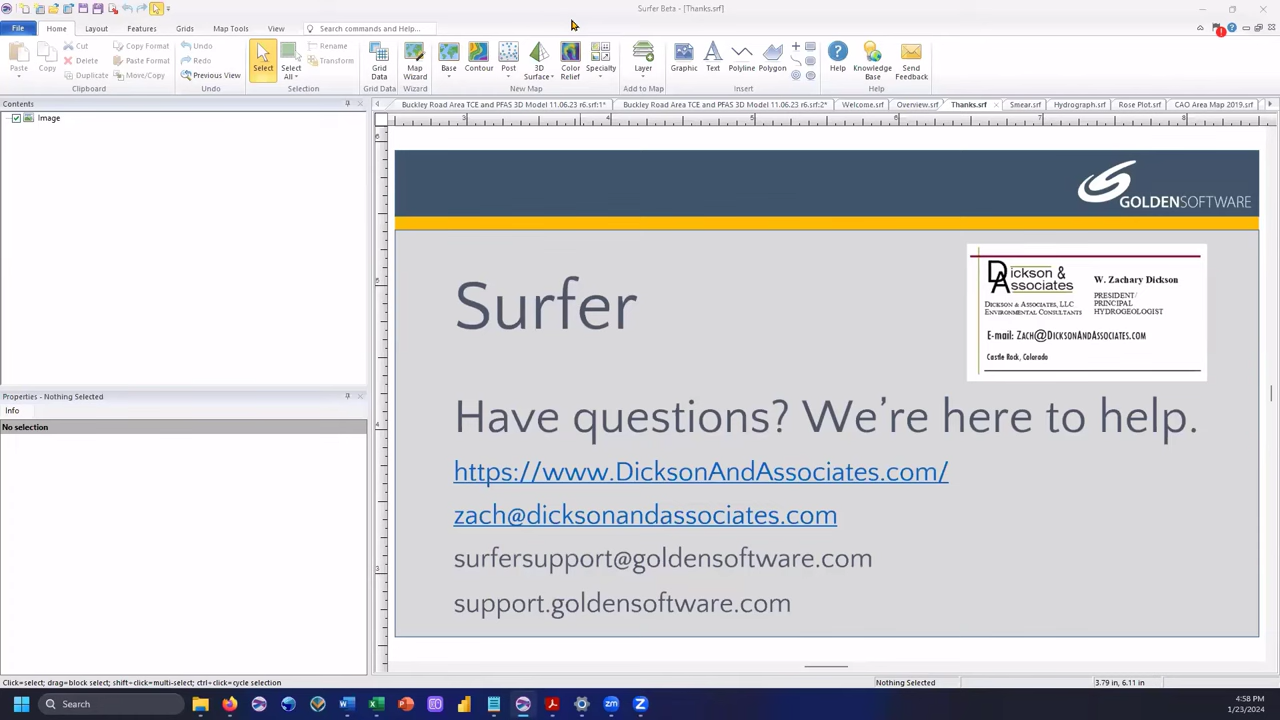 Surfer Beta - [Thanks.srf]
File
Home
Layout
Features
Grids
Map Tools
View
Search commands and Help...
Paste
Copy
Cut
Delete
Duplicate
Copy Format
Paste Format
Move/Copy
Clipboard
Undo
Redo
Previous View
Undo
Select
Select All
Rename
Transform
Selection
Grid Data
Grid Data
Map Wizard
Wizard
Base
Contour
Post
3D Surface
Color Relief
Specialty
New Map
Layer
Add to Map
Graphic
Text
Polyline
Polygon
Insert
Help
Knowledge Base
Send Feedback
Help
Contents
Image
Buckley Road Area TCE and PFAS 3D Model 11.06.23 r6.srf:1*
Buckley Road Area TCE and PFAS 3D Model 11.06.23 r6.srf:2*
Welcome.srf
Overview.srf
Thanks.srf
Smear.srf
Hydrograph.srf
Rose Plot.srf
CAO Area Map 2019.srf
GOLDENSOFTWARE
Surfer
Dickson & Associates
DICKSON & ASSOCIATES, LLC
ENVIRONMENTAL CONSULTANTS
W. Zachary Dickson
PRESIDENT/
PRINCIPAL
HYDROGEOLOGIST
E-mail: ZACH@DICKSONANDASSOCIATES.COM
Castle Rock, Colorado
Have questions? We're here to help.
https://www.DicksonAndAssociates.com/
zach@dicksonandassociates.com
surfersupport@goldensoftware.com
support.goldensoftware.com
Properties - Nothing Selected
Info
No selection
Click=select; drag=block select; shift=click=multi-select; ctrl=click=cycle selection
Nothing Selected
3.79 in, 6.11 in
Search
4:58 PM
1/23/2024